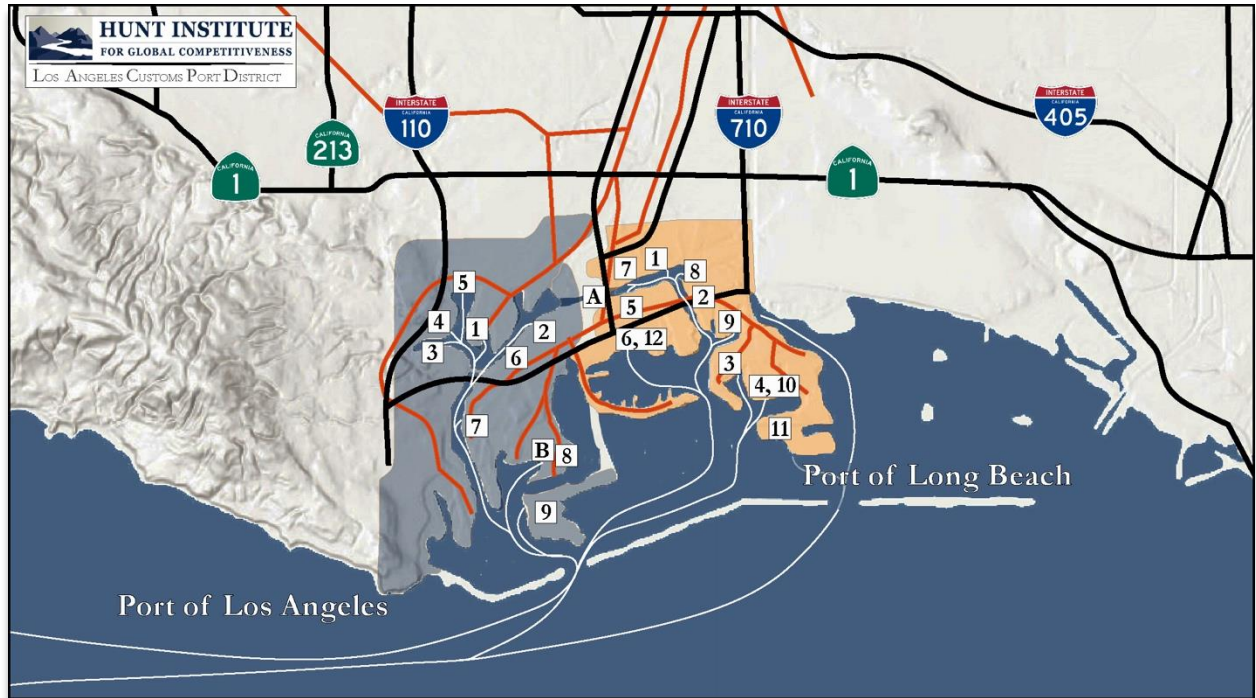 HUNT INSTITUTE
FOR GLOBAL COMPETITIVENESS
LOS ANGELES CUSTOMS PORT DISTRICT
INTERSTATE
CALIFORNIA
110
INTERSTATE
CALIFORNIA
710
INTERSTATE
CALIFORNIA
405
CALIFORNIA
213
CALIFORNIA
1
CALIFORNIA
1
5
4
1
3
2
6
7
B
8
9
A
7
1
8
5
2
6, 12
9
3
4, 10
11
Port of Long Beach
Port of Los Angeles